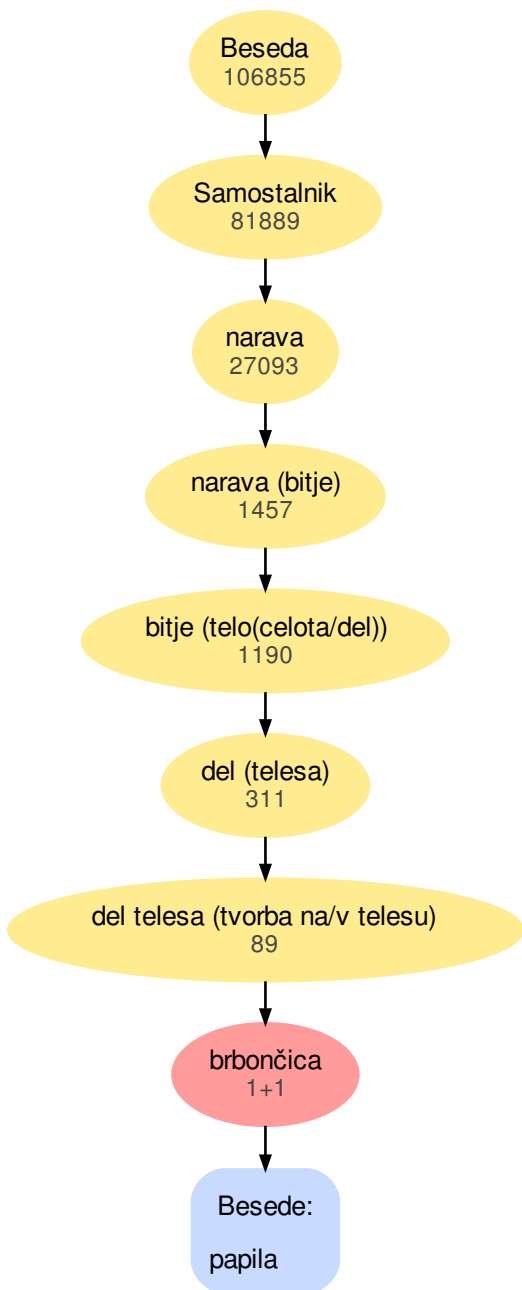 Beseda
106855
Samostalnik
81889
narava
27093
narava (bitje)
1457
bitje (telo(celota/del))
1190
del (telesa)
311
del telesa (tvorba na/v telesu)
89
brbončica
1+1
Besede:
papila